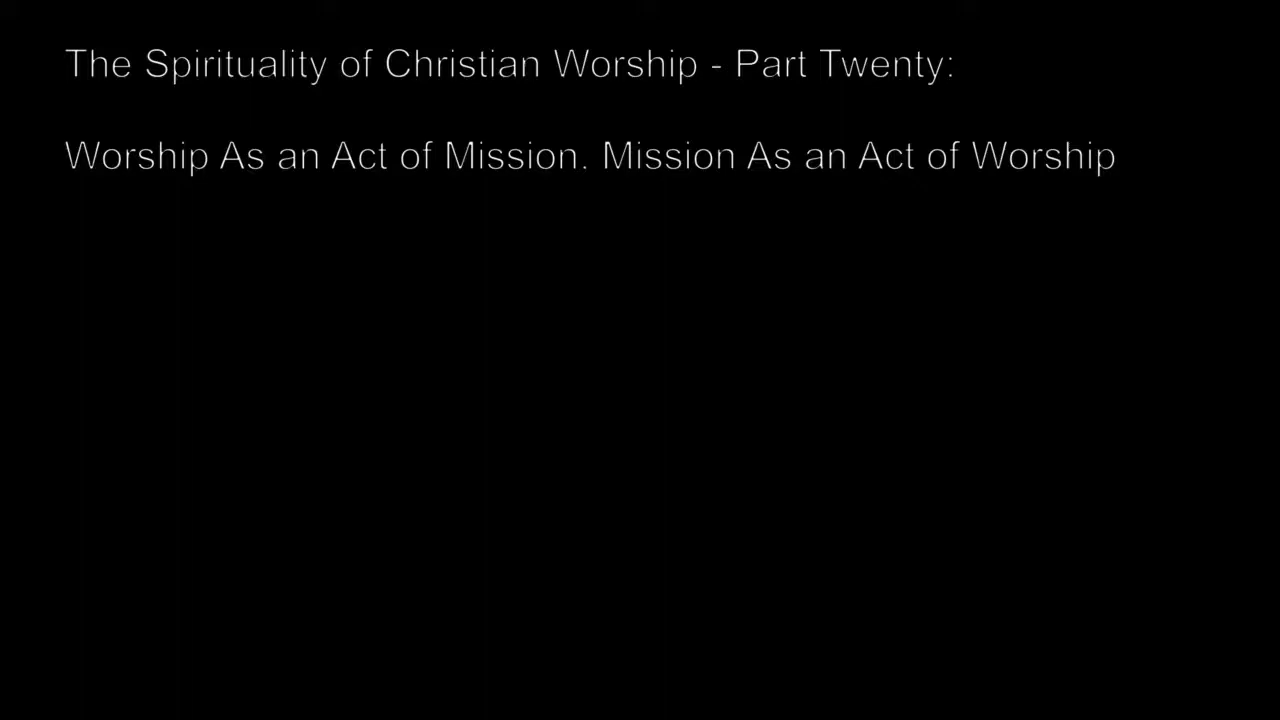 The Spirituality of Christian Worship - Part Twenty:
Worship As an Act of Mission. Mission As an Act of Worship